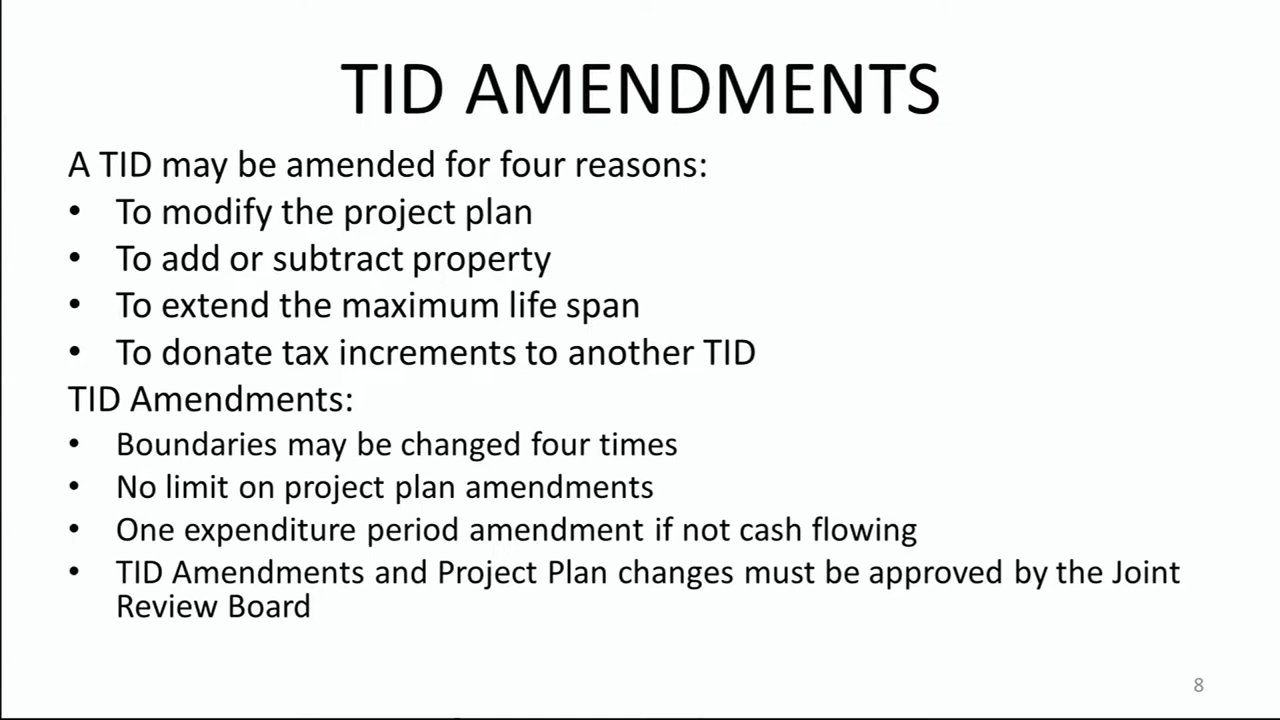 TID AMENDMENTS
A TID may be amended for four reasons:
• To modify the project plan
• To add or subtract property
• To extend the maximum life span
• To donate tax increments to another TID
TID Amendments:
• Boundaries may be changed four times
• No limit on project plan amendments
• One expenditure period amendment if not cash flowing
• TID Amendments and Project Plan changes must be approved by the Joint
Review Board
8